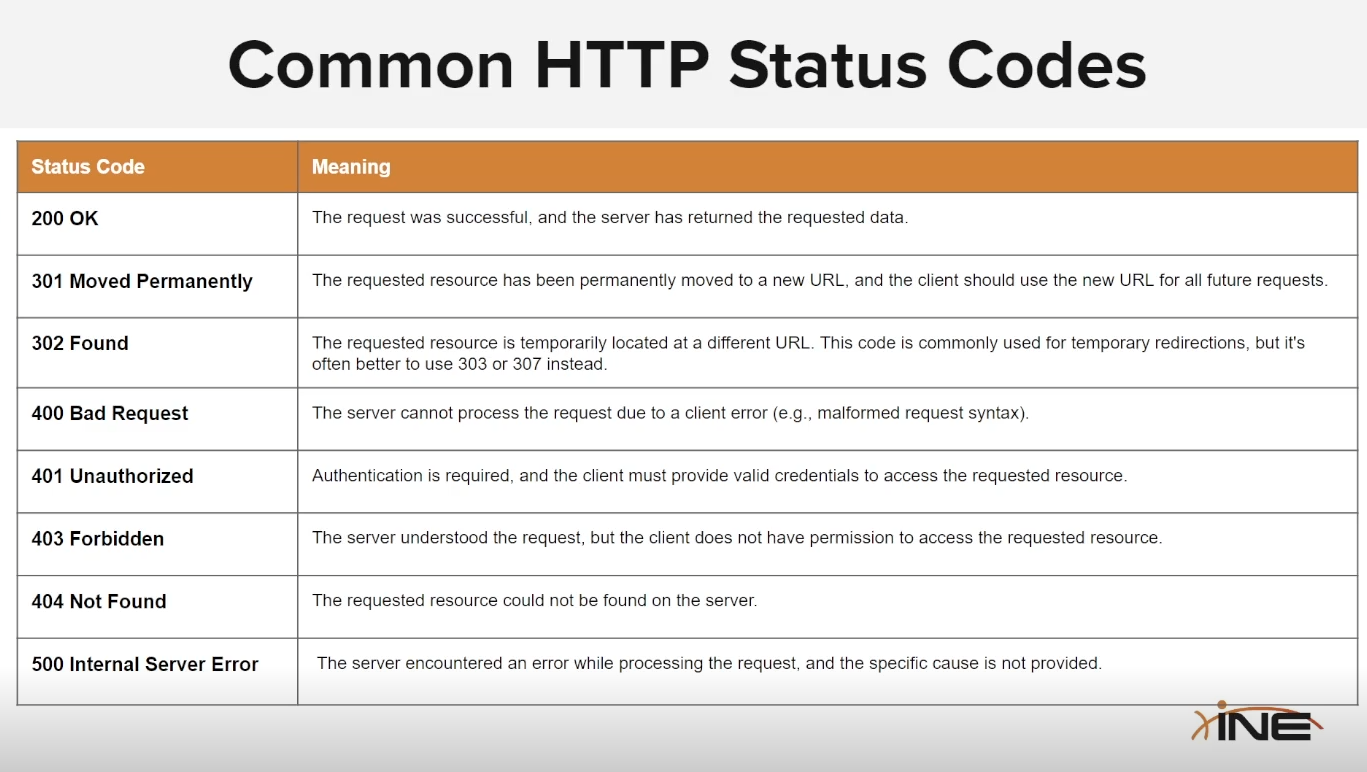 Common HTTP Status Codes
Status Code
Meaning
200 OK
The request was successful, and the server has returned the requested data.
301 Moved Permanently
The requested resource has been permanently moved to a new URL, and the client should use the new URL for all future requests.
302 Found
The requested resource is temporarily located at a different URL. This code is commonly used for temporary redirections, but it's
often better to use 303 or 307 instead.
400 Bad Request
The server cannot process the request due to a client error (e.g., malformed request syntax).
401 Unauthorized
Authentication is required, and the client must provide valid credentials to access the requested resource.
403 Forbidden
The server understood the request, but the client does not have permission to access the requested resource.
404 Not Found
The requested resource could not be found on the server.
500 Internal Server Error
The server encountered an error while processing the request, and the specific cause is not provided.
INE